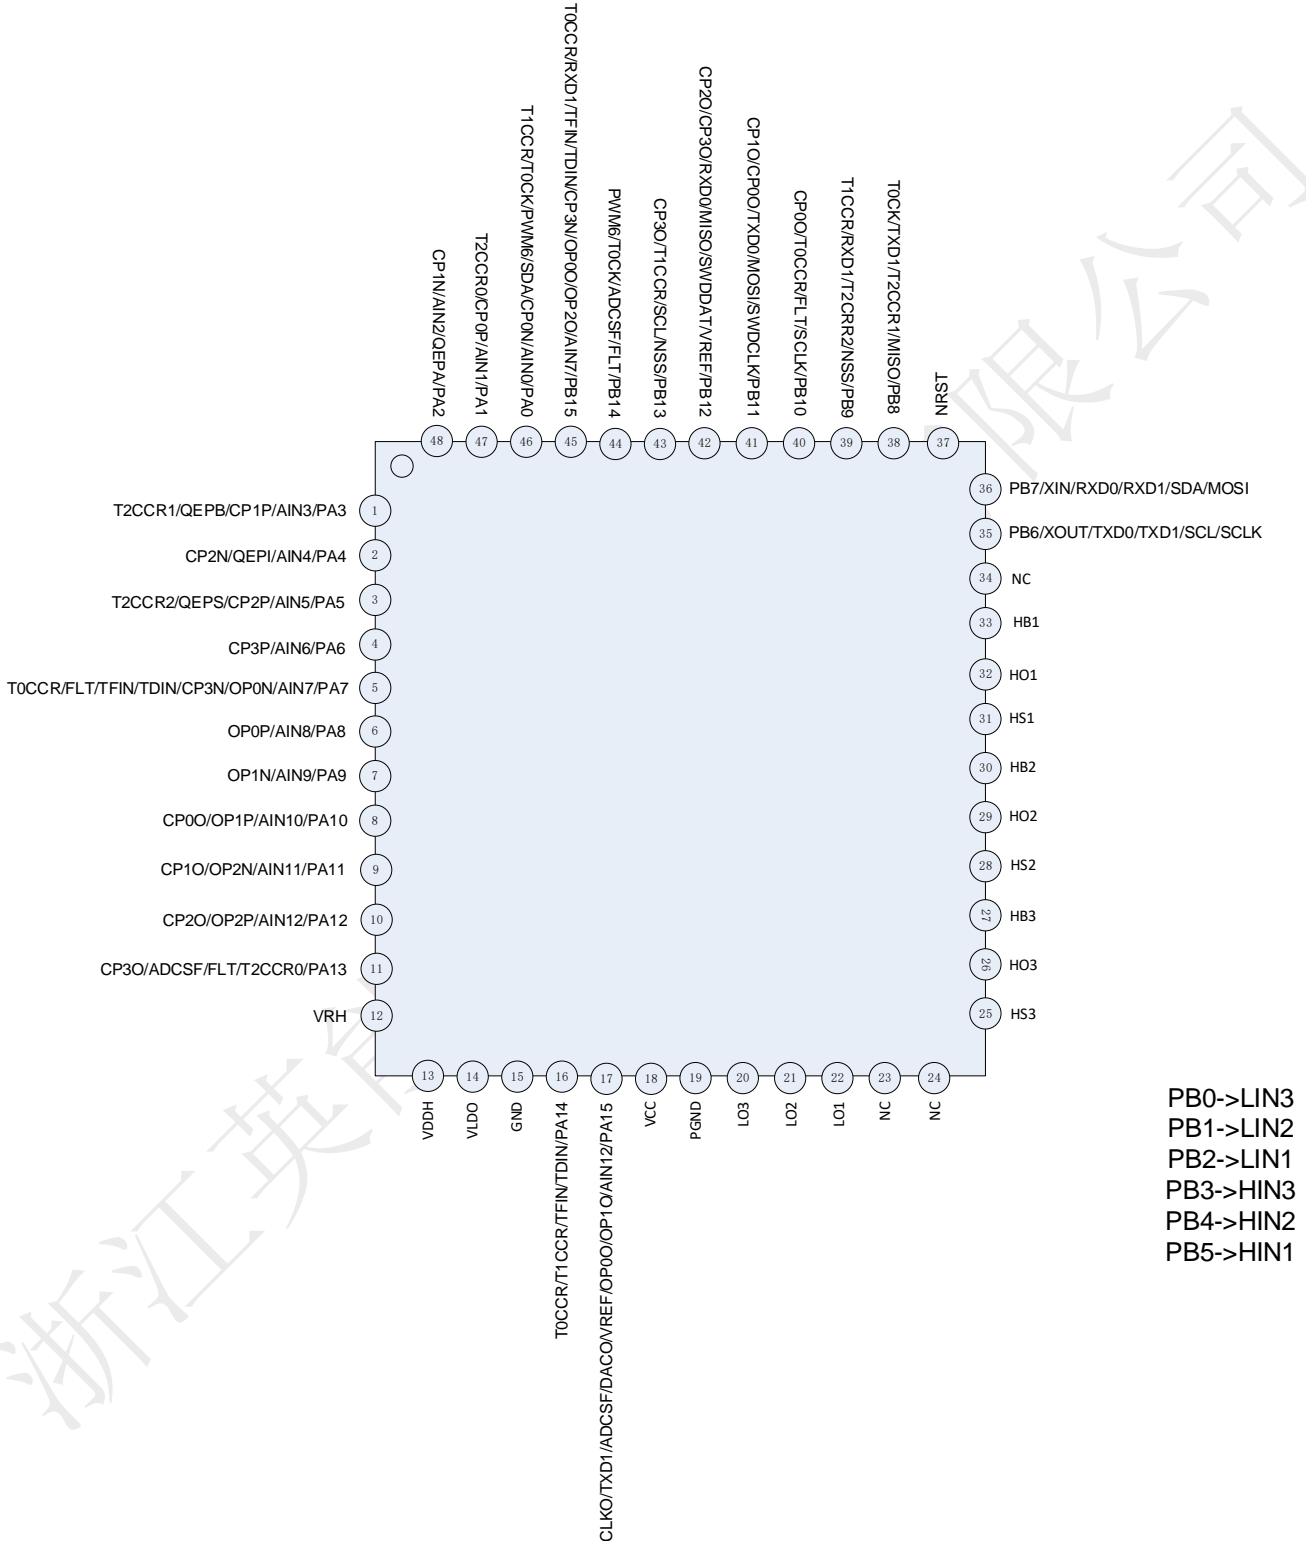 T0CCR/RXD1/TFIN/TDIN/CP3N/OP0O/OP2O/AIN7/PB15
CP2O/CP3O/RXD0/MISO/SWDDAT/VREF/PB12
T1CCR/T0CK/PWM6/SDA/CP0N/AIN0/PA0
CP1O/CP0O/TXD0/MOSI/SWDCLK/PB11
T1CCR/RXD1/T2CRR2/NSS/PB9
T0CK/TXD1/T2CCR1/MISO/PB8
PWM6/T0CK/ADCSF/FLT/PB14
CP3O/T1CCR/SCL/NSS/PB13
CP0O/T0CCR/FLT/SCLK/PB10
T2CCR0/CP0P/AIN1/PA1
CP1N/AIN2/QEPA/PA2
NRST
48 47 46 45 44 43 42 41 40 39 38 37
36 PB7/XIN/RXD0/RXD1/SDA/MOSI
T2CCR1/QEPB/CP1P/AIN3/PA3 1
35 PB6/XOUT/TXD0/TXD1/SCL/SCLK
CP2N/QEPI/AIN4/PA4 2
34 NC
T2CCR2/QEPS/CP2P/AIN5/PA5 3
33 HB1
CP3P/AIN6/PA6 4
32 HO1
T0CCR/FLT/TFIN/TDIN/CP3N/OP0N/AIN7/PA7 5
31 HS1
OP0P/AIN8/PA8 6
30 HB2
OP1N/AIN9/PA9 7
29 HO2
CP0O/OP1P/AIN10/PA10 8
28 HS2
CP1O/OP2N/AIN11/PA11 9
27 HB3
CP2O/OP2P/AIN12/PA12 10
26 HO3
CP3O/ADCSF/FLT/T2CCR0/PA13 11
25 HS3
VRH 12
13 14 15 16 17 18 19 20 21 22 23 24
VDDH
VLDO
GND
T0CCR/T1CCR/TFIN/TDIN/PA14
CLKO/TXD1/ADCSF/DACO/VREF/OP0O/OP1O/AIN12/PA15
VCC
PGND
LO3
LO2
LO1
NC
NC
PB0->LIN3
PB1->LIN2
PB2->LIN1
PB3->HIN3
PB4->HIN2
PB5->HIN1
浙江英
限公司